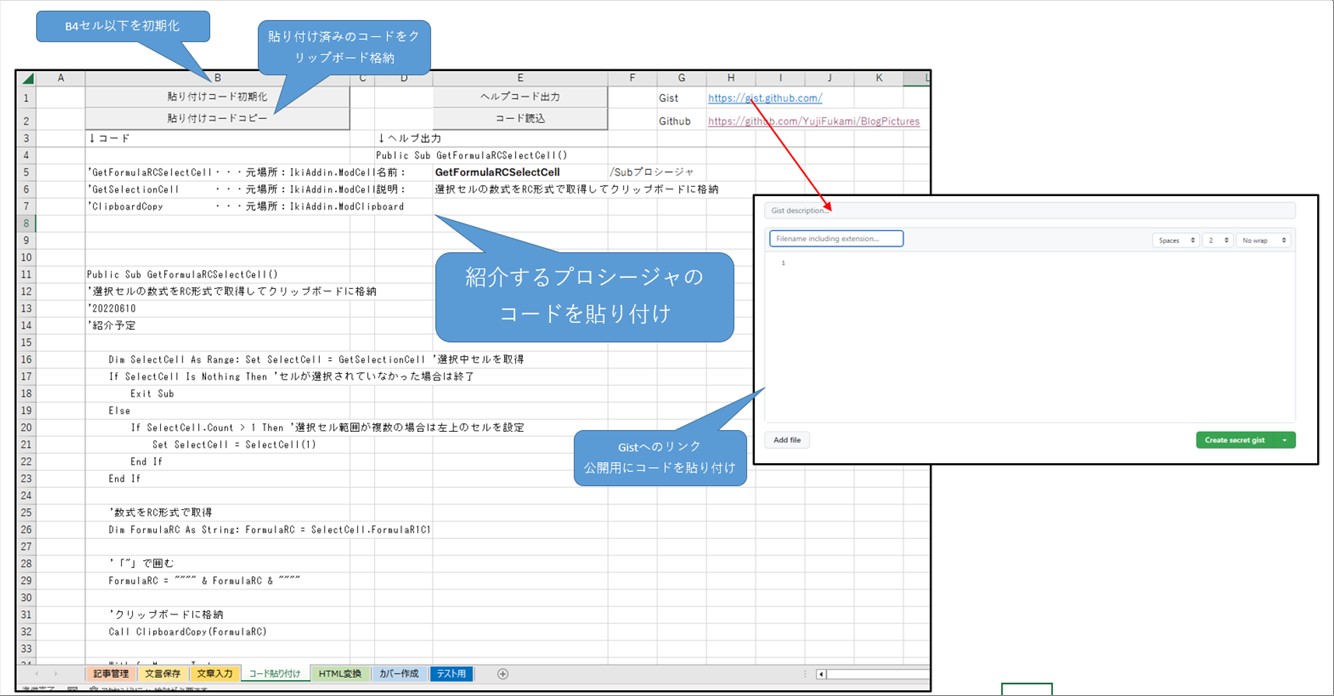 B4セル以下を初期化
貼り付け済みのコードをク
リップボード格納
A B C D E F G H I J K L
1 貼り付けコード初期化 ヘルプコード出力 Gist https://gist.github.com/
2 貼り付けコードコピー コード読込 Github https://github.com/YujiFukami/BlogPictures
3 ↓コード ↓ヘルプ出力
4 Public Sub GetFormulaRCSelectCell()
5 'GetFormulaRCSelectCell・・・元場所:IkiAddin.ModCell 名前: GetFormulaRCSelectCell /Subプロシージャ
6 'GetSelectionCell ・・・元場所:IkiAddin.ModCell 説明: 選択セルの数式をRC形式で取得してクリップボードに格納
7 'ClipboardCopy ・・・元場所:IkiAddin.ModClipboard
8
9
10
11 Public Sub GetFormulaRCSelectCell()
12 '選択セルの数式をRC形式で取得してクリップボードに格納
13 '20220610
14 '紹介予定
15
16 Dim SelectCell As Range: Set SelectCell = GetSelectionCell '選択中セルを取得
17 If SelectCell Is Nothing Then 'セルが選択されていなかった場合は終了
18 Exit Sub
19 Else
20 If SelectCell.Count > 1 Then '選択セル範囲が複数の場合は左上のセルを設定
21 Set SelectCell = SelectCell(1)
22 End If
23 End If
24
25 '数式をRC形式で取得
26 Dim FormulaRC As String: FormulaRC = SelectCell.FormulaR1C1
27
28 '「"」で囲む
29 FormulaRC = """" & FormulaRC & """"
30
31 'クリップボードに格納
32 Call ClipboardCopy(FormulaRC)
33
紹介するプロシージャの
コードを貼り付け
Gist description...
Filename including extension...
Spaces 2 No wrap
1
Add file
Create secret gist
Gistへのリンク
公開用にコードを貼り付け
記事管理 文言保存 文章入力 コード貼り付け HTML変換 カバー作成 テスト用